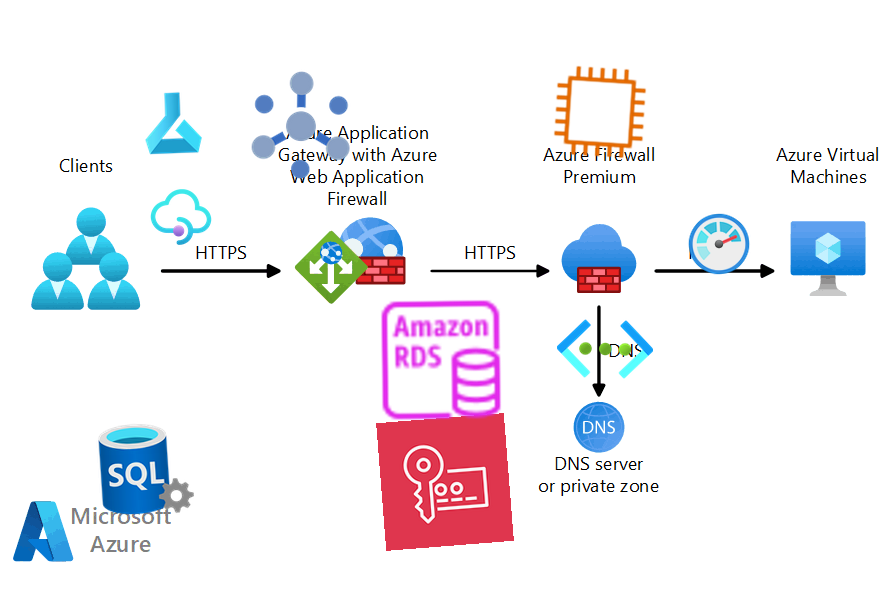 Clients
Azure Application
Gateway with Azure
Web Application
Firewall
Azure Firewall
Premium
Azure Virtual
Machines
HTTPS
HTTPS
Amazon
RDS
DNS
DNS
DNS server
or private zone
SQL
Microsoft
Azure